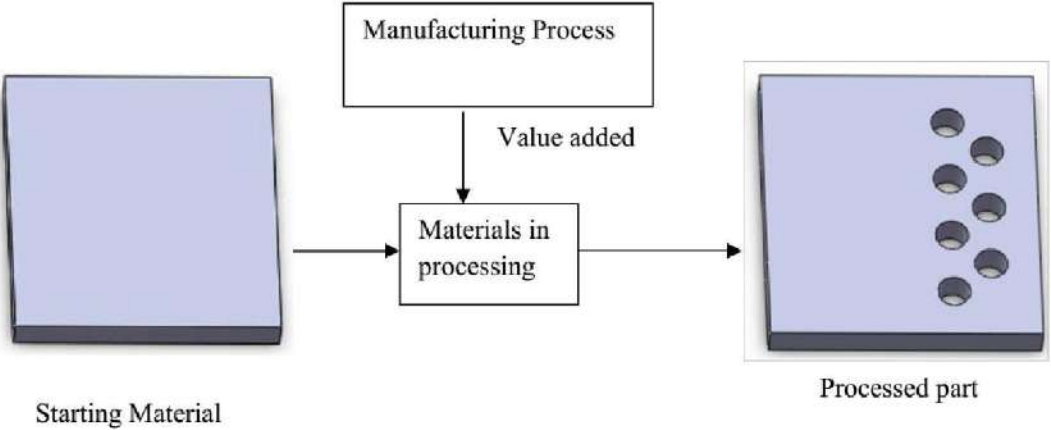 Manufacturing Process
Value added
Materials in
processing
Processed part
Starting Material